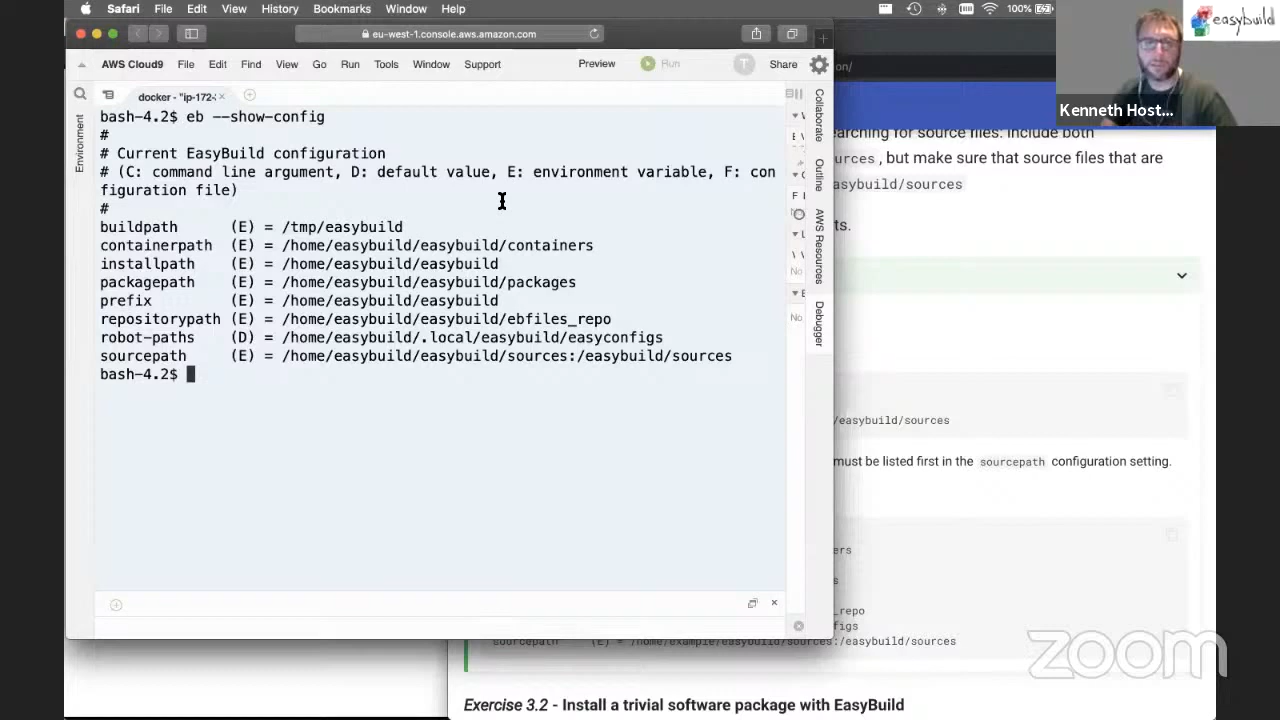 Safari File Edit View History Bookmarks Window Help 100%
eu-west-1.console.aws.amazon.com
easybuild
Kenneth Host...
AWS Cloud9 File Edit Find View Go Run Tools Window Support Preview Run T Share
docker - "ip-172-
Environment
Collaborate
Outline
AWS Resources
Debugger
bash-4.2$ eb --show-config
#
# Current EasyBuild configuration
# (C: command line argument, D: default value, E: environment variable, F: con
figuration file)
#
buildpath (E) = /tmp/easybuild
containerpath (E) = /home/easybuild/easybuild/containers
installpath (E) = /home/easybuild/easybuild
packagepath (E) = /home/easybuild/easybuild/packages
prefix (E) = /home/easybuild/easybuild
repositorypath (E) = /home/easybuild/easybuild/ebfiles_repo
robot-paths (D) = /home/easybuild/.local/easybuild/easyconfigs
sourcepath (E) = /home/easybuild/easybuild/sources:/easybuild/sources
bash-4.2$
No
No
on/
earching for source files: include both
urces , but make sure that source files that are
asybuild/sources
ts.
/easybuild/sources
must be listed first in the sourcepath configuration setting.
ers
s
_repo
figs
sourcepath (E) = /home/example/easybuild/sources:/easybuild/sources
Exercise 3.2 - Install a trivial software package with EasyBuild
zoom